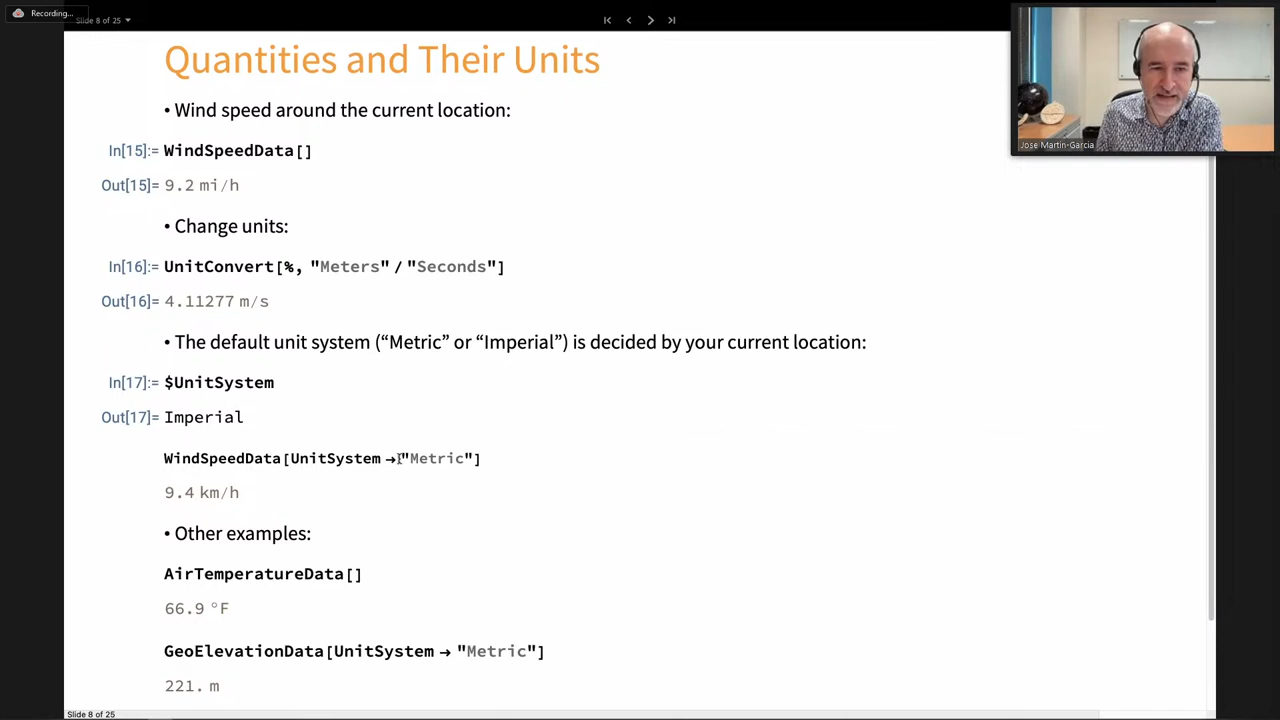 Recording...
Slide 8 of 25
Quantities and Their Units
• Wind speed around the current location:
In[15]:= WindSpeedData[]
Out[15]= 9.2 mi/h
• Change units:
In[16]:= UnitConvert[%, "Meters" / "Seconds"]
Out[16]= 4.11277 m/s
• The default unit system (“Metric” or “Imperial”) is decided by your current location:
In[17]:= $UnitSystem
Out[17]= Imperial
WindSpeedData[UnitSystem → "Metric"]
9.4 km/h
• Other examples:
AirTemperatureData[]
66.9 °F
GeoElevationData[UnitSystem → "Metric"]
221. m
Slide 8 of 25
Jose Martin-Garcia